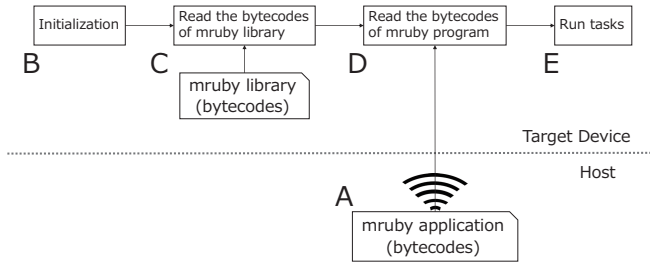 Initialization
Read the bytecodes
of mruby library
Read the bytecodes
of mruby program
Run tasks
B
C
D
E
mruby library
(bytecodes)
Target Device
Host
A
mruby application
(bytecodes)